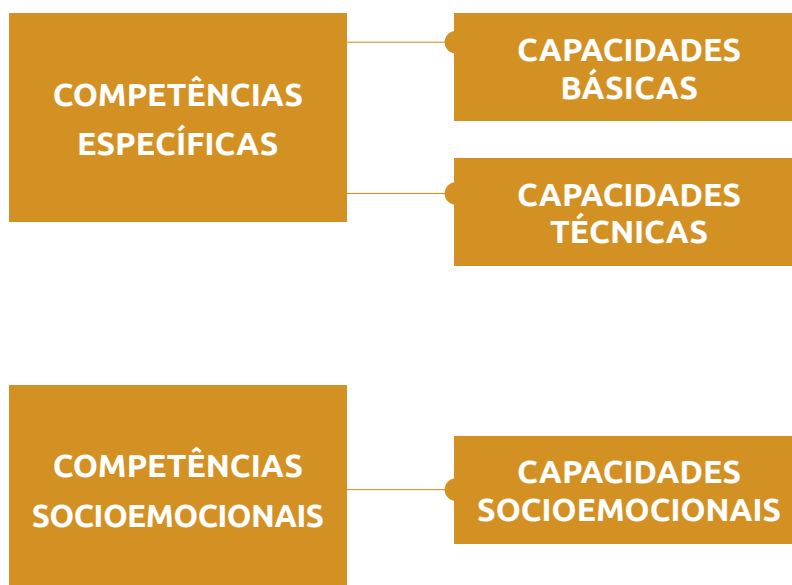 COMPETÊNCIAS
ESPECÍFICAS
CAPACIDADES
BÁSICAS
CAPACIDADES
TÉCNICAS
COMPETÊNCIAS
SOCIOEMOCIONAIS
CAPACIDADES
SOCIOEMOCIONAIS